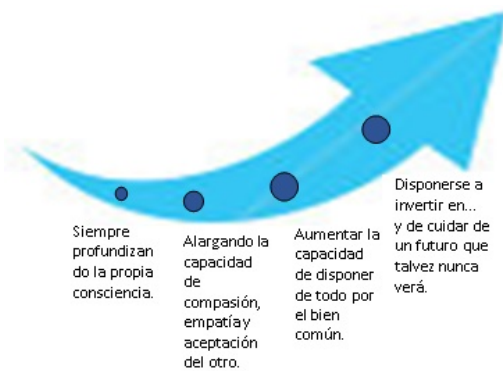 Siempre
profundizan
do la propia
consciencia.
Alargando la
capacidad
de
compasión,
empatía y
aceptación
del otro.
Aumentar la
capacidad
de disponer
de todo por
el bien
común.
Disponerse a
invertir en...
y de cuidar de
un futuro que
talvez nunca
verá.